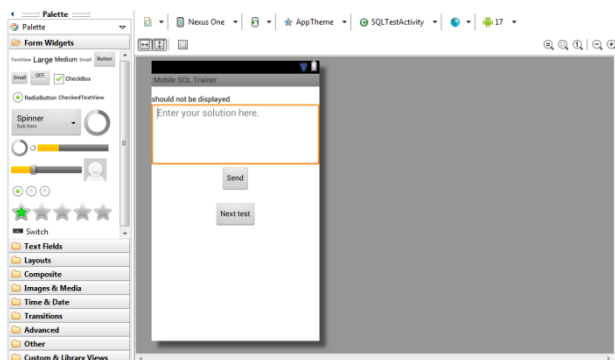 Palette
Palette
Nexus One
AppTheme
SQLTestActivity
17
Form Widgets
TextView Large Medium Small Button
Small OFF CheckBox
RadioButton CheckedTextView
Spinner
Sub Item
Switch
Text Fields
Layouts
Composite
Images & Media
Time & Date
Transitions
Advanced
Other
Custom & Library Views
Mobile SQL Trainer
should not be displayed
Enter your solution here.
Send
Next test